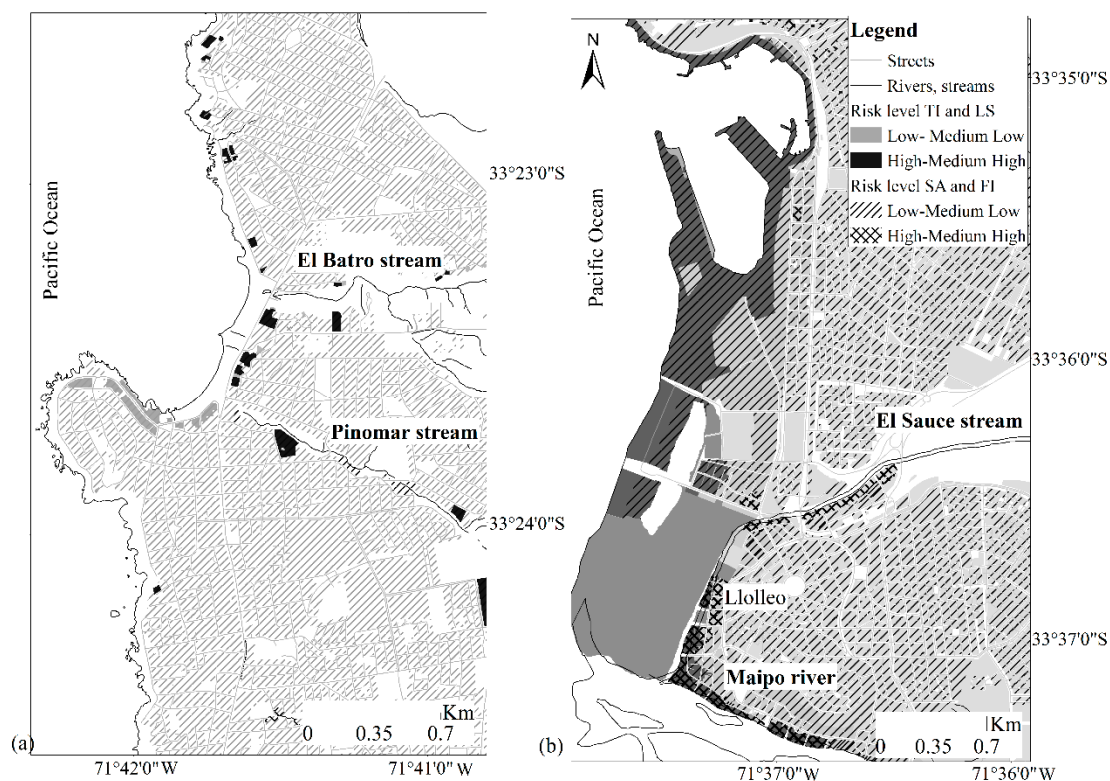 Pacific Ocean
El Batro stream
Pinomar stream
33°23'0"S
33°24'0"S
Km
0 0.35 0.7
(a)
71°42'0"W
71°41'0"W
N
Legend
Streets
Rivers, streams
Risk level TI and LS
Low- Medium Low
High-Medium High
Risk level SA and FI
Low-Medium Low
High-Medium High
Pacific Ocean
33°35'0"S
33°36'0"S
El Sauce stream
Llolleo
33°37'0"S
Maipo river
Km
0 0.35 0.7
(b)
71°37'0"W
71°36'0"W